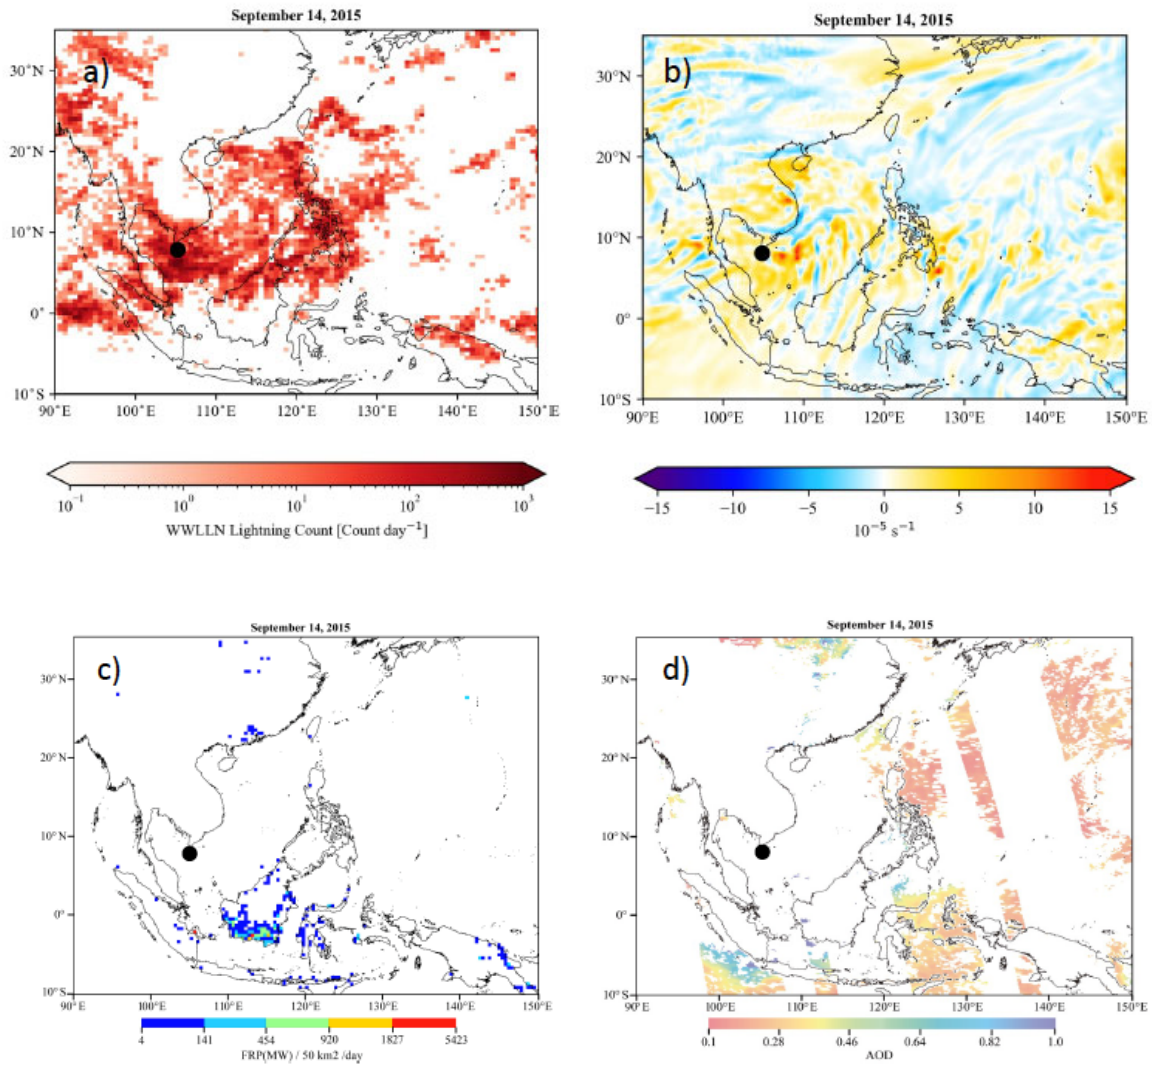 September 14, 2015
a)
30°N
20°N
10°N
0°
10°S
90°E 100°E 110°E 120°E 130°E 140°E 150°E
10⁻¹ 10⁰ 10¹ 10² 10³
WWLLN Lightning Count [Count day⁻¹]
September 14, 2015
b)
30°N
20°N
10°N
0°
10°S
90°E 100°E 110°E 120°E 130°E 140°E 150°E
−15 −10 −5 0 5 10 15
10⁻⁵ s⁻¹
September 14, 2015
c)
30° N
20° N
10° N
0°
10°S
90°E 100°E 110°E 120°E 130°E 140°E 150°E
4 141 454 920 1827 5423
FRP(MW) / 50 km2 /day
September 14, 2015
d)
30°N
20°N
10°N
0°
10°S
90°E 100°E 110°E 120°E 130°E 140°E 150°E
0.1 0.28 0.46 0.64 0.82 1.0
AOD